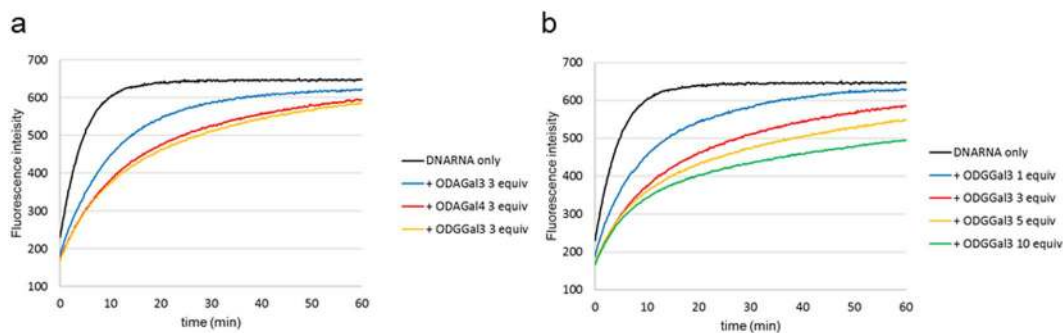 a
700
600
500
400
300
200
100
Fluorescence inteisity
0
10
20
30
40
50
60
time (min)
DNARNA only
+ ODAGal3 3 equiv
+ ODAGal4 3 equiv
+ ODGGal3 3 equiv
b
700
600
500
400
300
200
100
Fluorescence intensity
0
10
20
30
40
50
60
time (min)
DNARNA only
+ ODGGal3 1 equiv
+ ODGGal3 3 equiv
+ ODGGal3 5 equiv
+ ODGGal3 10 equiv